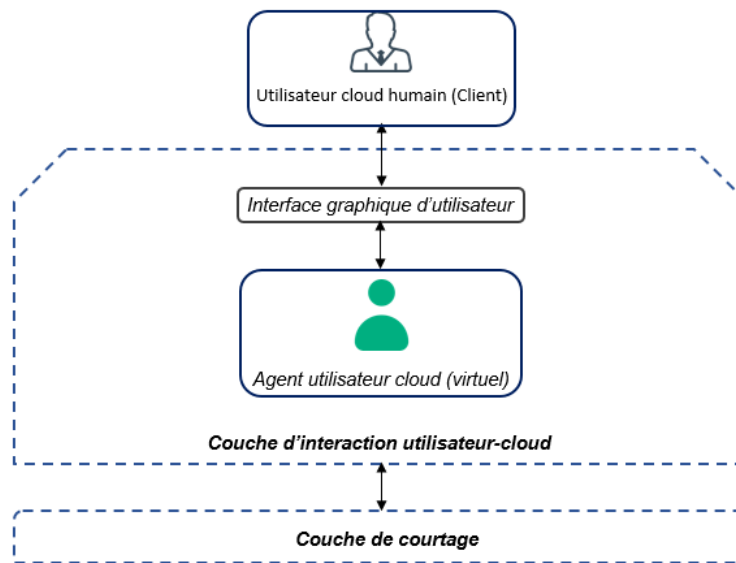 Utilisateur cloud humain (Client)
Interface graphique d’utilisateur
Agent utilisateur cloud (virtuel)
Couche d’interaction utilisateur-cloud
Couche de courtage